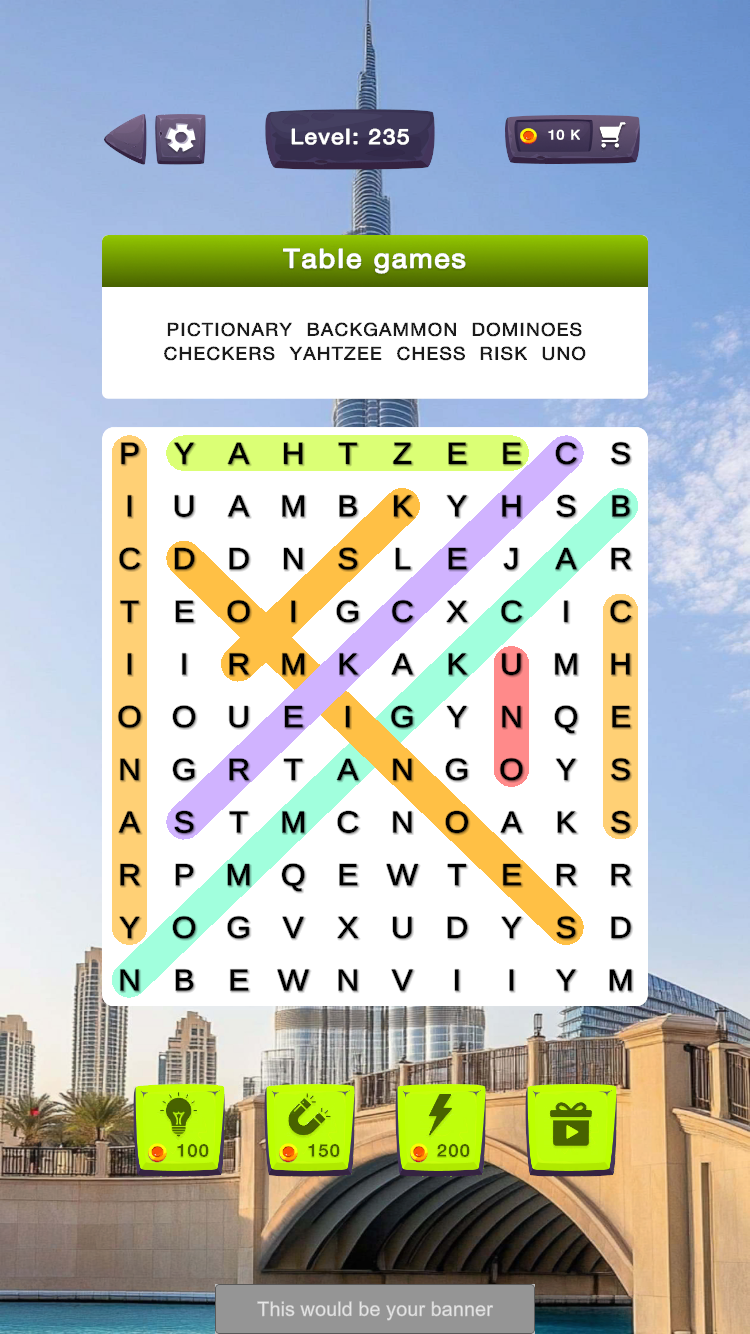 Level: 235
10 K
Table games
PICTIONARY BACKGAMMON DOMINOES
CHECKERS YAHTZEE CHESS RISK UNO
P Y A H T Z E E C S
I U A M B K Y H S B
C D D N S L E J A R
T E O I G C X C I C
I I R M K A K U M H
O O U E I G Y N Q E
N G R T A N G O Y S
A S T M C N O A K S
R P M Q E W T E R R
Y O G V X U D Y S D
N B E W N V I I Y M
100 150 200
This would be your banner